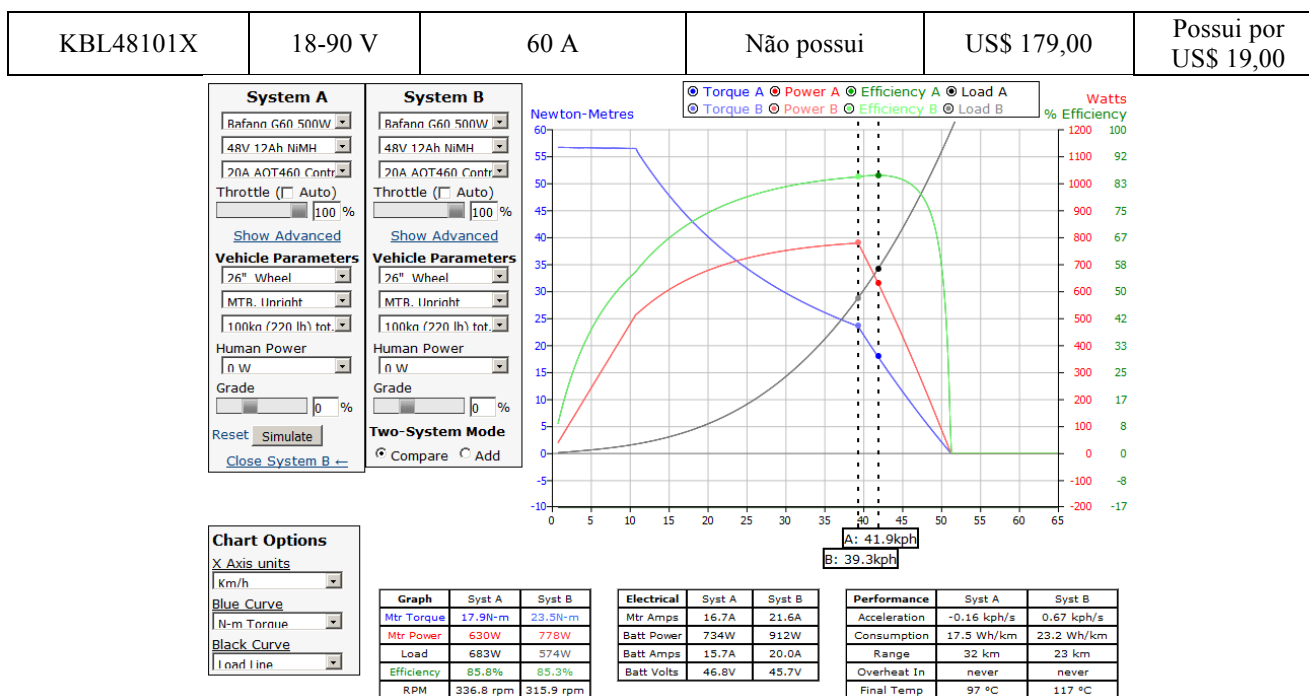 KBL48101X 18-90 V 60 A Não possui US$ 179,00 Possui por
US$ 19,00
System A
Bafang G60 500W
48V 12Ah NiMH
20A AOT460 Contr
Throttle ( Auto)
100 %
Show Advanced
Vehicle Parameters
26" Wheel
MTB, Upright
100kg (220 lb) tot.
Human Power
0 W
Grade
0 %
Reset Simulate
Close System B ←
System B
Bafang G60 500W
48V 12Ah NiMH
20A AOT460 Contr
Throttle ( Auto)
100 %
Show Advanced
Vehicle Parameters
26" Wheel
MTB, Upright
100kg (220 lb) tot.
Human Power
0 W
Grade
0 %
Two-System Mode
Compare Add
Torque A Power A Efficiency A Load A
Torque B Power B Efficiency B Load B
Newton-Metres
Watts
% Efficiency
60 1200 100
55 1100 92
50 1000 83
45 900 75
40 800 67
35 700 58
30 600 50
25 500 42
20 400 33
15 300 25
10 200 17
5 100 8
0 0 0
-5 -100 -8
-10 -200 -17
0 5 10 15 20 25 30 35 40 45 50 55 60 65
A: 41.9kph
B: 39.3kph
Chart Options
X Axis units
Km/h
Blue Curve
N-m Torque
Black Curve
Load Line
Graph Syst A Syst B
Mtr Torque 17.9N-m 23.5N-m
Mtr Power 630W 778W
Load 683W 574W
Efficiency 85.8% 85.3%
RPM 336.8 rpm 315.9 rpm
Electrical Syst A Syst B
Mtr Amps 16.7A 21.6A
Batt Power 734W 912W
Batt Amps 15.7A 20.0A
Batt Volts 46.8V 45.7V
Performance Syst A Syst B
Acceleration -0.16 kph/s 0.67 kph/s
Consumption 17.5 Wh/km 23.2 Wh/km
Range 32 km 23 km
Overheat In never never
Final Temp 97 °C 117 °C